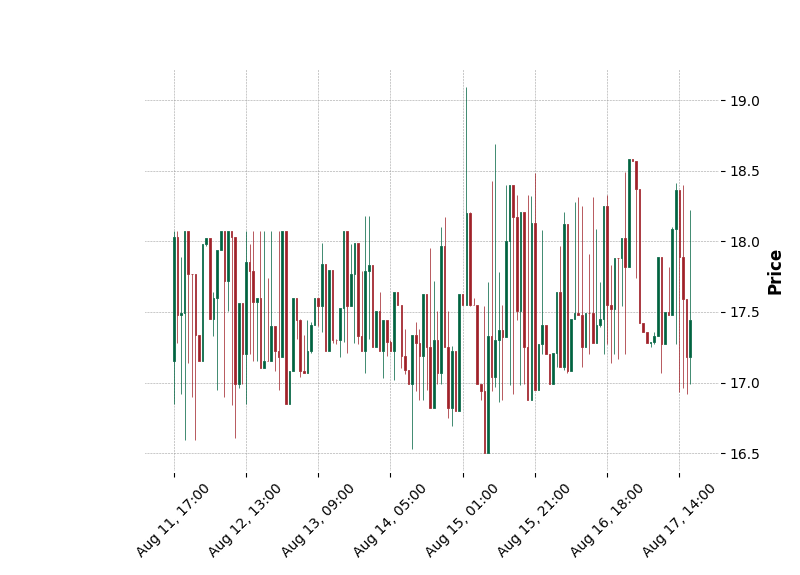 19.0
18.5
18.0
17.5
17.0
16.5
Price
Aug 11, 17:00
Aug 12, 13:00
Aug 13, 09:00
Aug 14, 05:00
Aug 15, 01:00
Aug 15, 21:00
Aug 16, 18:00
Aug 17, 14:00